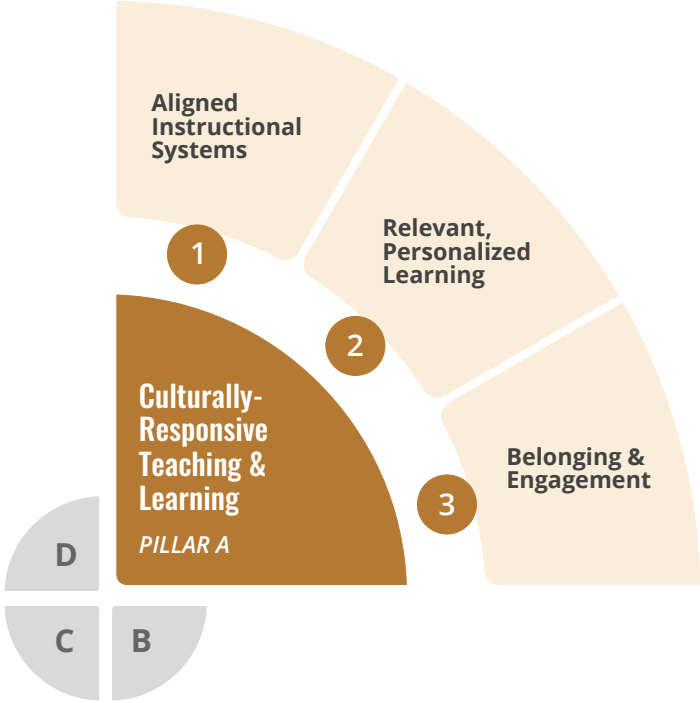 Aligned
Instructional
Systems
1
Relevant,
Personalized
Learning
2
Belonging &
Engagement
3
Culturally-
Responsive
Teaching &
Learning
PILLAR A
D
C
B